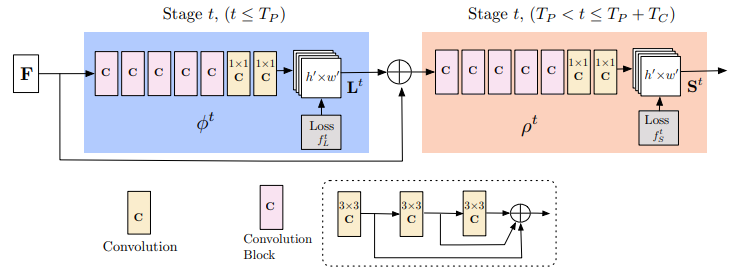 Stage t, (t ≤ T_P)
Stage t, (T_P < t ≤ T_P + T_C)
F
C C C C C 1×1 C 1×1 C
h′×w′
L^t
ϕ^t
Loss
f_L^t
C C C C C 1×1 C 1×1 C
h′×w′
S^t
ρ^t
Loss
f_S^t
C
Convolution
C
Convolution
Block
3×3 3×3 3×3
C C C